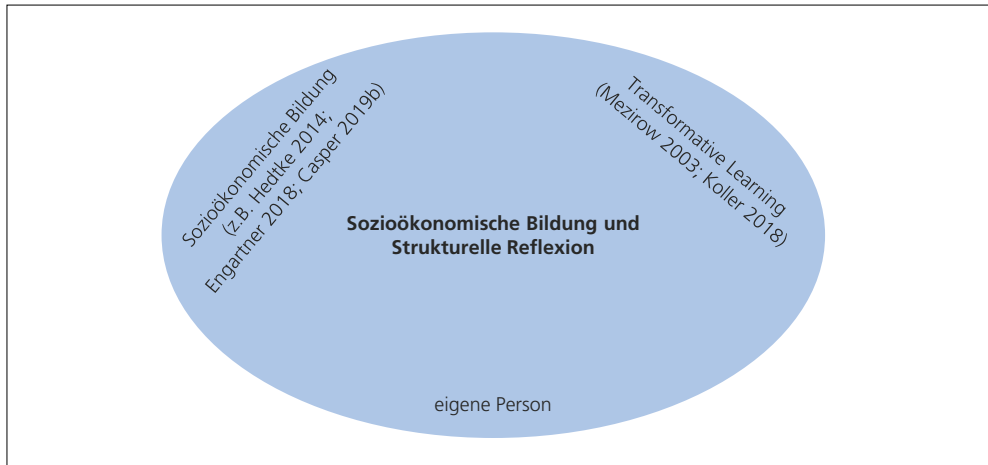 Sozioökonomische Bildung
(z.B. Hedtke 2014;
Engartner 2018; Casper 2019b)
Transformative Learning
(Mezirow 2003; Koller 2018)
Sozioökonomische Bildung und
Strukturelle Reflexion
eigene Person